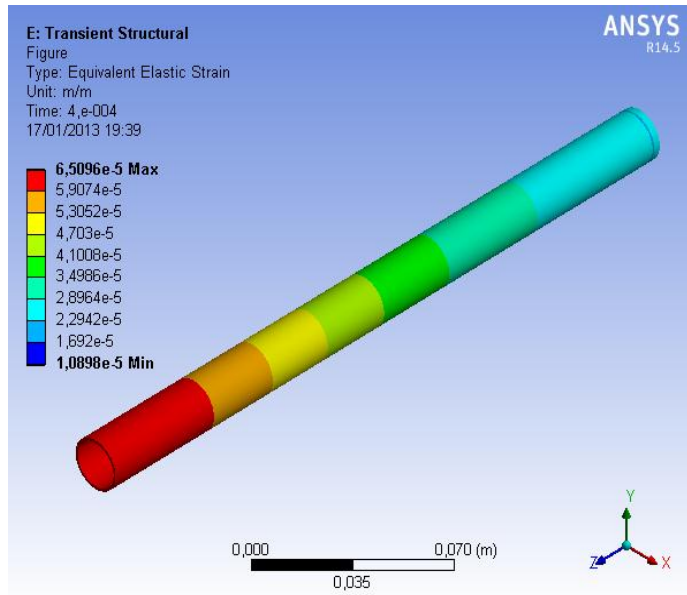 E: Transient Structural
Figure
Type: Equivalent Elastic Strain
Unit: m/m
Time: 4,e-004
17/01/2013 19:39
6,5096e-5 Max
5,9074e-5
5,3052e-5
4,703e-5
4,1008e-5
3,4986e-5
2,8964e-5
2,2942e-5
1,692e-5
1,0898e-5 Min
ANSYS
R14.5
0,000
0,070 (m)
0,035
Y
Z
X